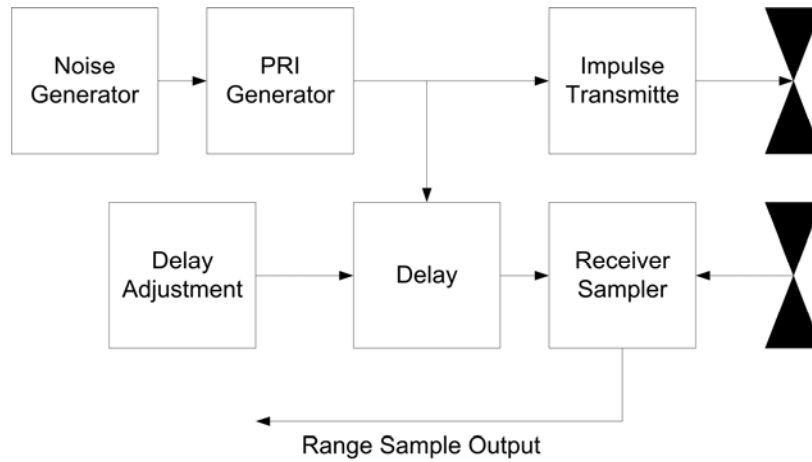 Noise
Generator
PRI
Generator
Impulse
Transmitte
Delay
Adjustment
Delay
Receiver
Sampler
Range Sample Output